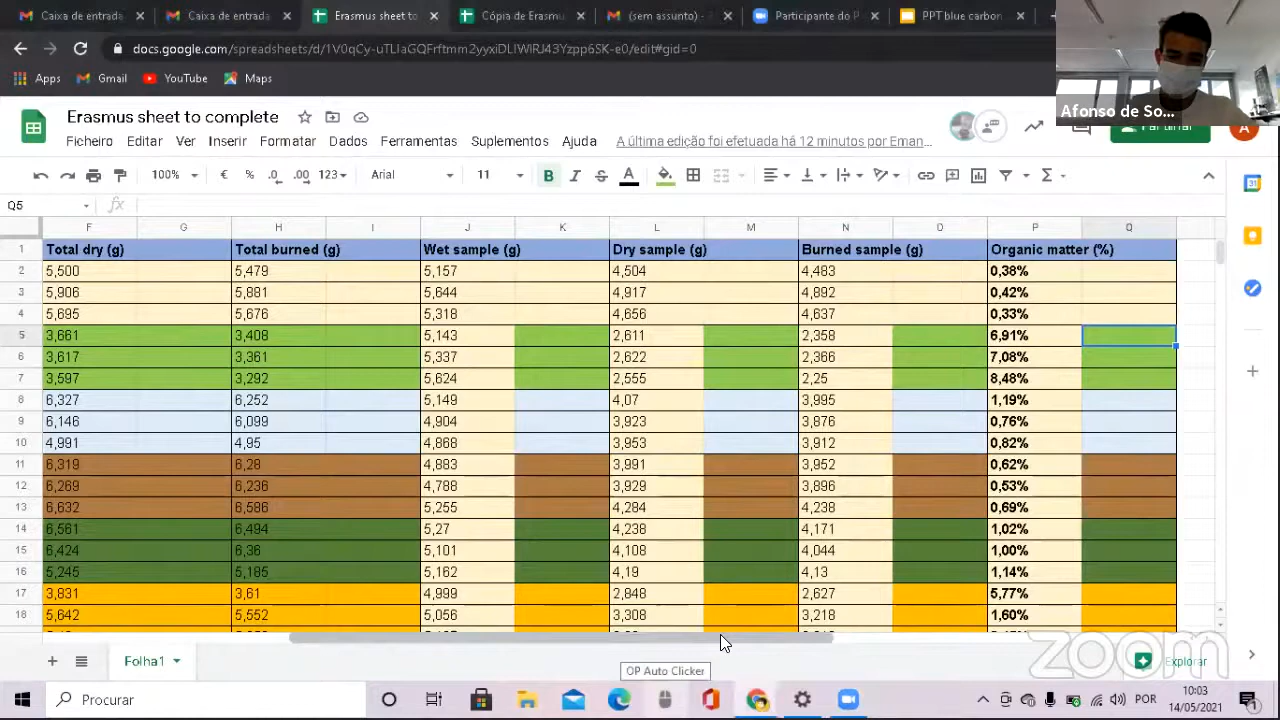 Caixa de entrada
Caixa de entrada
Erasmus sheet to
Cópia de Erasmu
(sem assunto) -
Participante do P
PPT blue carbon
docs.google.com/spreadsheets/d/1V0qCy-uTLIaGQFrftmm2yyxiDLIWlRJ43Yzpp6SK-e0/edit#gid=0
Apps Gmail YouTube Maps
Afonso de So...
Erasmus sheet to complete
Partilhar
A
Ficheiro Editar Ver Inserir Formatar Dados Ferramentas Suplementos Ajuda A última edição foi efetuada há 12 minutos por Eman...
100% € % .0 .00 123 Arial 11 B I S A Σ
Q5 fx
F G H I J K L M N O P Q
1 Total dry (g) Total burned (g) Wet sample (g) Dry sample (g) Burned sample (g) Organic matter (%)
2 5,500 5,479 5,157 4,504 4,483 0,38%
3 5,906 5,881 5,644 4,917 4,892 0,42%
4 5,695 5,676 5,318 4,656 4,637 0,33%
5 3,661 3,408 5,143 2,611 2,358 6,91%
6 3,617 3,361 5,337 2,622 2,366 7,08%
7 3,597 3,292 5,624 2,555 2,25 8,48%
8 6,327 6,252 5,149 4,07 3,995 1,19%
9 6,146 6,099 4,904 3,923 3,876 0,76%
10 4,991 4,95 4,868 3,953 3,912 0,82%
11 6,319 6,28 4,883 3,991 3,952 0,62%
12 6,269 6,236 4,788 3,929 3,896 0,53%
13 6,632 6,586 5,255 4,284 4,238 0,69%
14 6,561 6,494 5,27 4,238 4,171 1,02%
15 6,424 6,36 5,101 4,108 4,044 1,00%
16 5,245 5,185 5,162 4,19 4,13 1,14%
17 3,831 3,61 4,999 2,848 2,627 5,77%
18 5,642 5,552 5,056 3,308 3,218 1,60%
Folha1
zoom
Explorar
OP Auto Clicker
Procurar
POR
10:03
14/05/2021